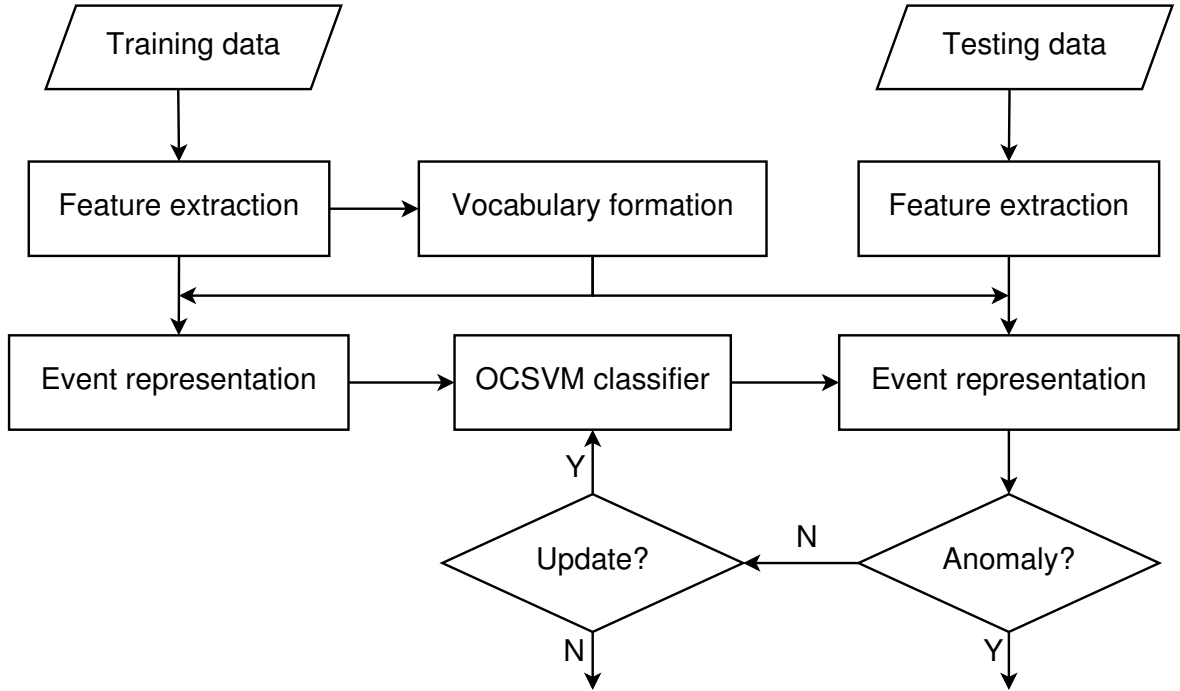 Training data
Testing data
Feature extraction
Vocabulary formation
Feature extraction
Event representation
OCSVM classifier
Event representation
Y
N
Update?
Anomaly?
N
Y